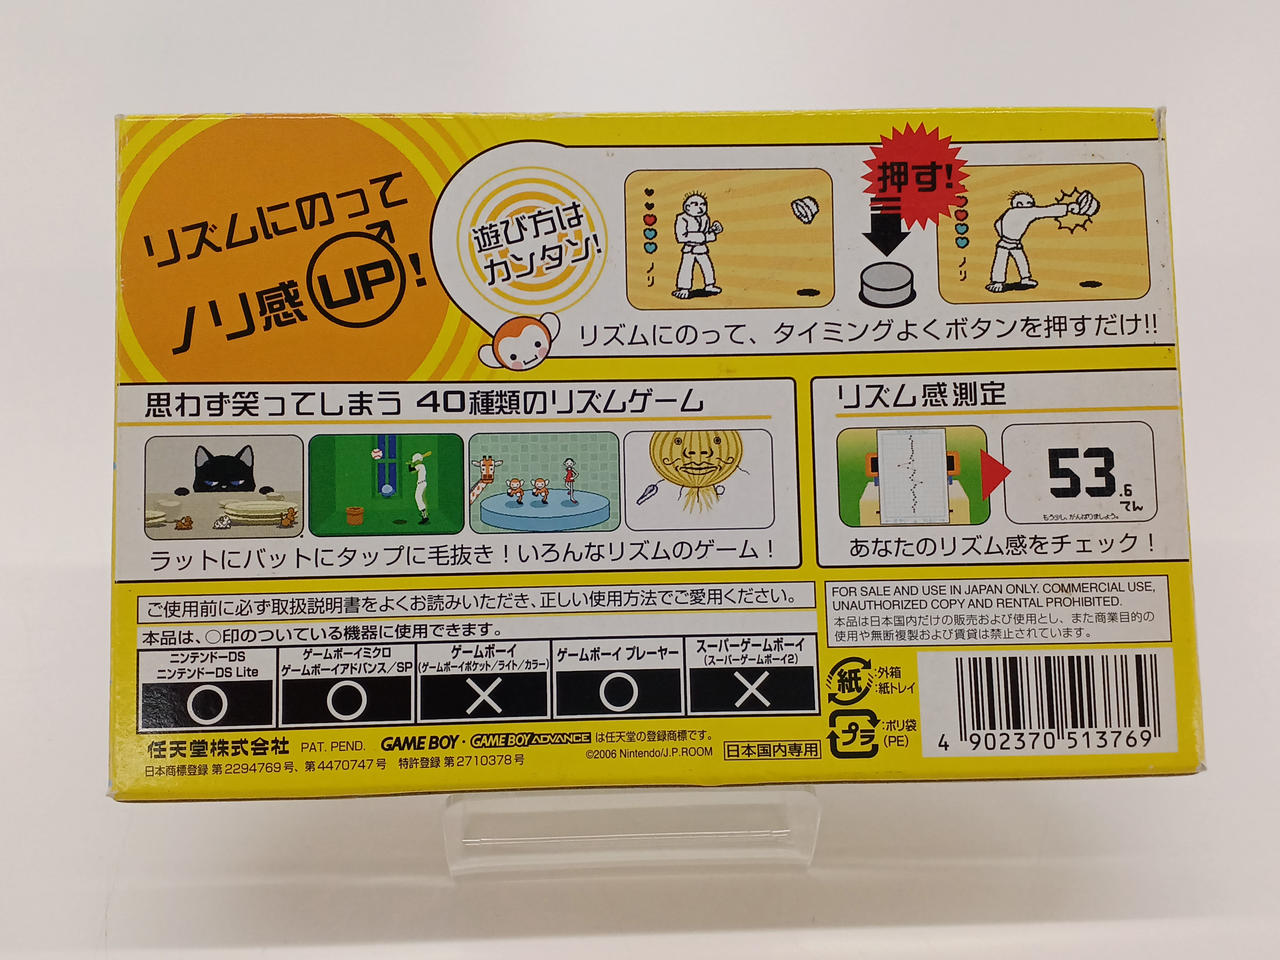 リズムにのって
ノリ感UP!
遊び方は
カンタン!
ノリ
押す!
ノリ
リズムにのって、タイミングよくボタンを押すだけ!!
思わず笑ってしまう 40種類のリズムゲーム
ラットにバットにタップに毛抜き!いろんなリズムのゲーム!
リズム感測定
53.6
てん
もう少し、がんばりましょう。
あなたのリズム感をチェック!
ご使用前に必ず取扱説明書をよくお読みいただき、正しい使用方法でご愛用ください。
本品は、○印のついている機器に使用できます。
ニンテンドーDS
ニンテンドーDS Lite
ゲームボーイミクロ
ゲームボーイアドバンス/SP
ゲームボーイ
(ゲームボーイポケット/ライト/カラー)
ゲームボーイ プレーヤー
スーパーゲームボーイ
(スーパーゲームボーイ2)
○ ○ × ○ ×
任天堂株式会社 PAT. PEND. GAME BOY・GAME BOY ADVANCE は任天堂の登録商標です。
日本商標登録 第2294769号、第4470747号 特許登録 第2710378号
©2006 Nintendo/J.P.ROOM
日本国内専用
FOR SALE AND USE IN JAPAN ONLY. COMMERCIAL USE,
UNAUTHORIZED COPY AND RENTAL PROHIBITED.
本品は日本国内だけの販売および使用とし、また商業目的の
使用や無断複製および賃貸は禁止されています。
紙
:外箱
:紙トレイ
プラ
:ポリ袋
(PE)
4 902370 513769